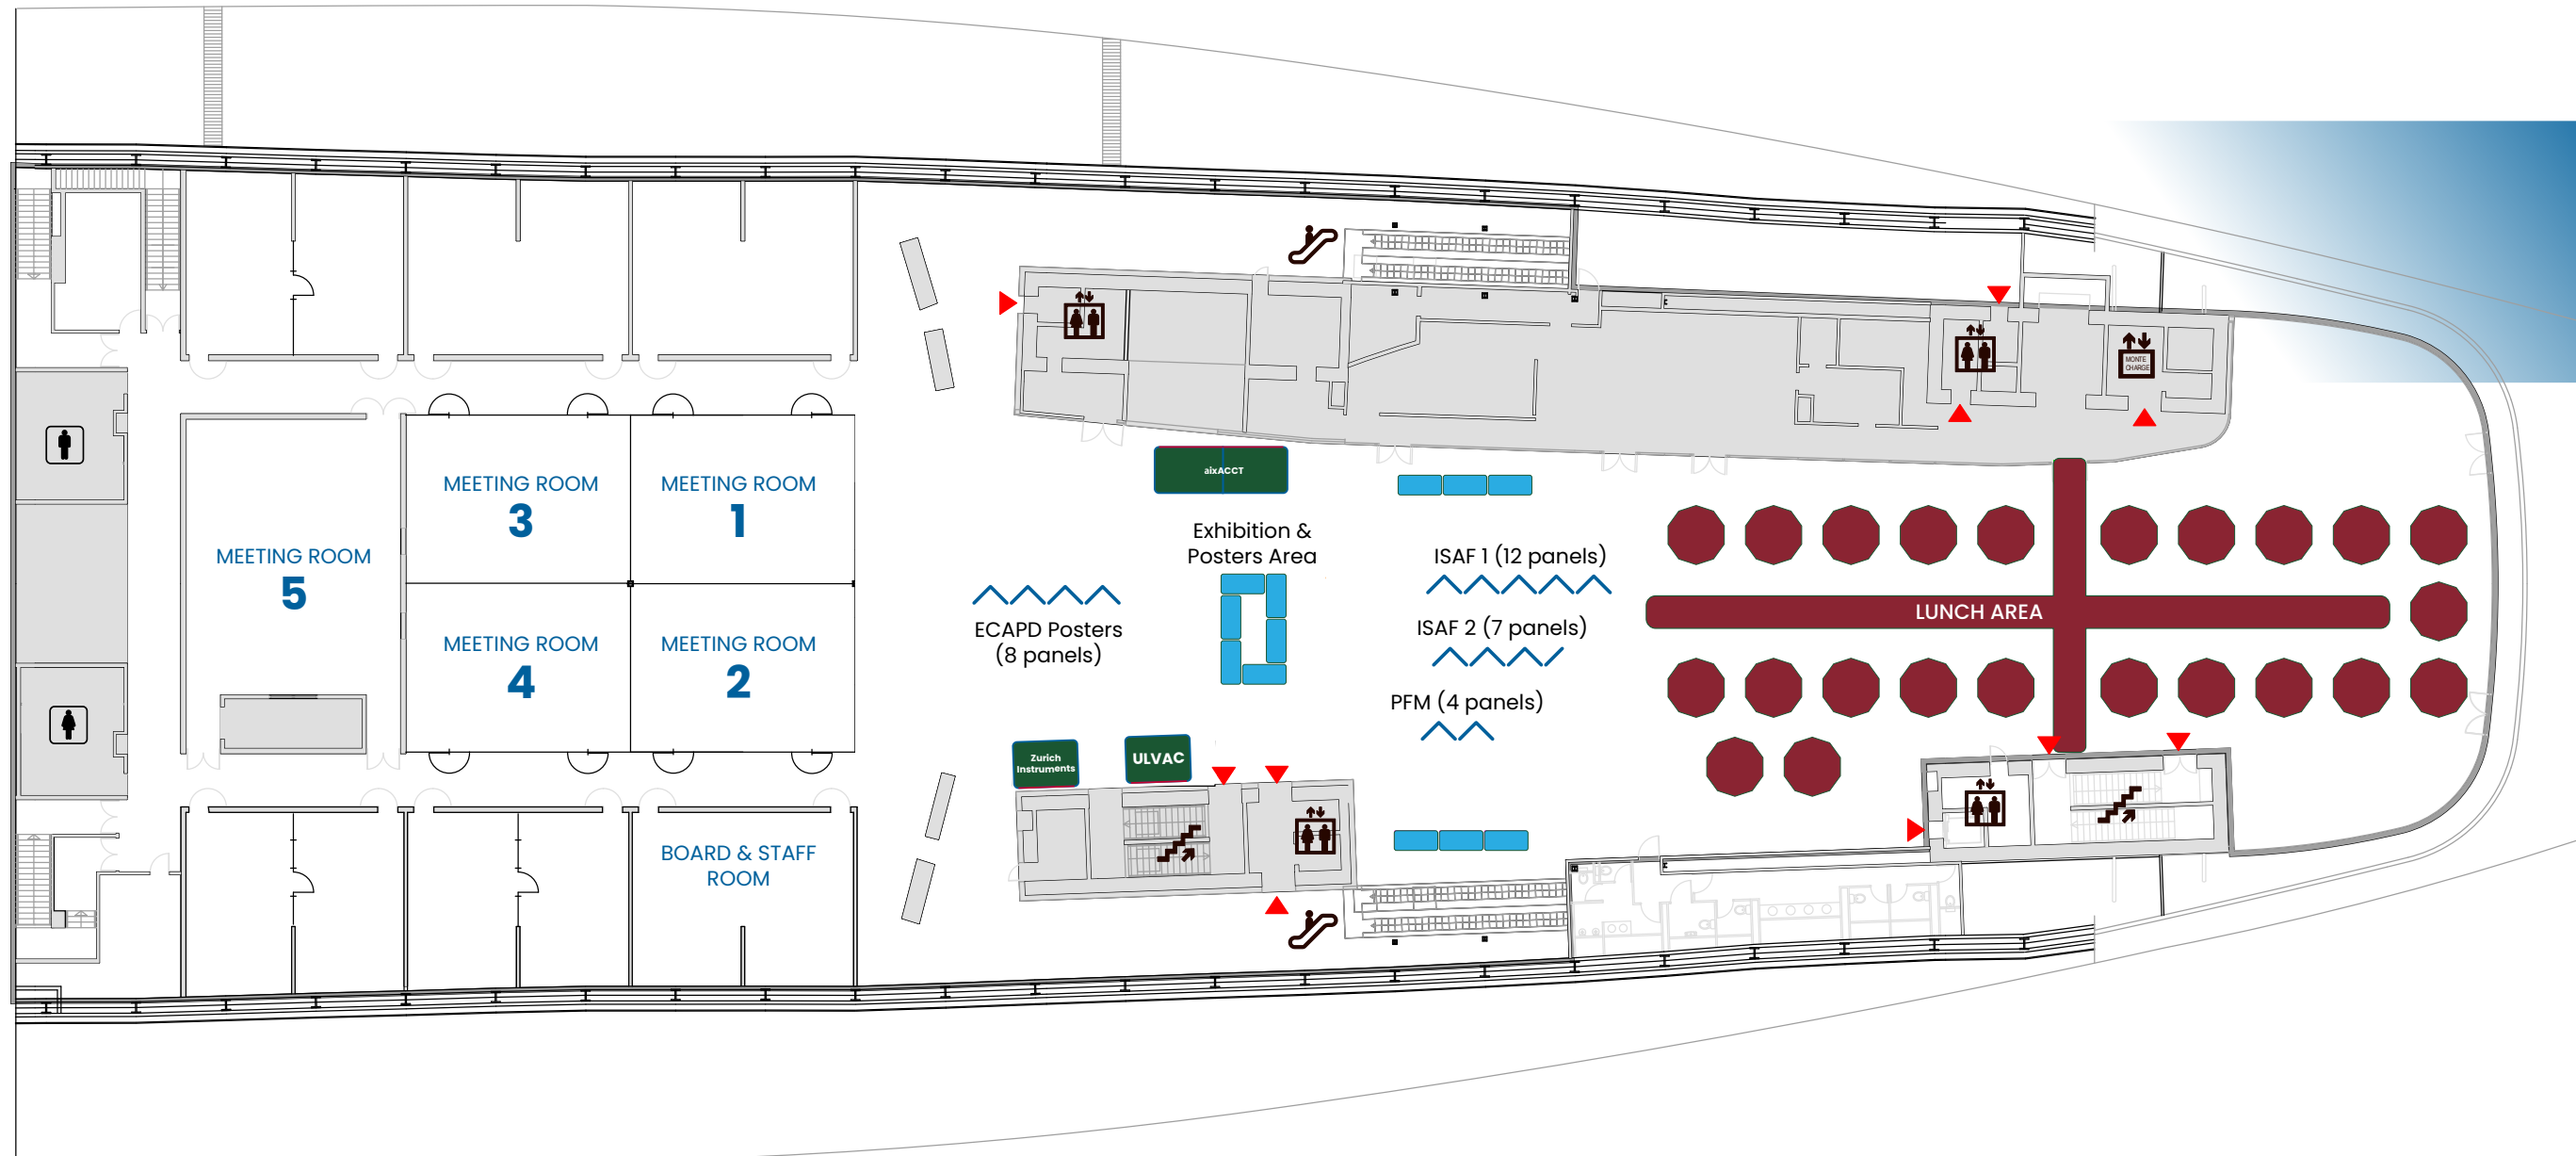 MONTE
CHARGE
aixACCT
MEETING ROOM
3
MEETING ROOM
1
Exhibition &
Posters Area
ISAF 1 (12 panels)
MEETING ROOM
5
LUNCH AREA
ECAPD Posters
(8 panels)
ISAF 2 (7 panels)
MEETING ROOM
4
MEETING ROOM
2
PFM (4 panels)
Zurich
Instruments
ULVAC
BOARD & STAFF
ROOM